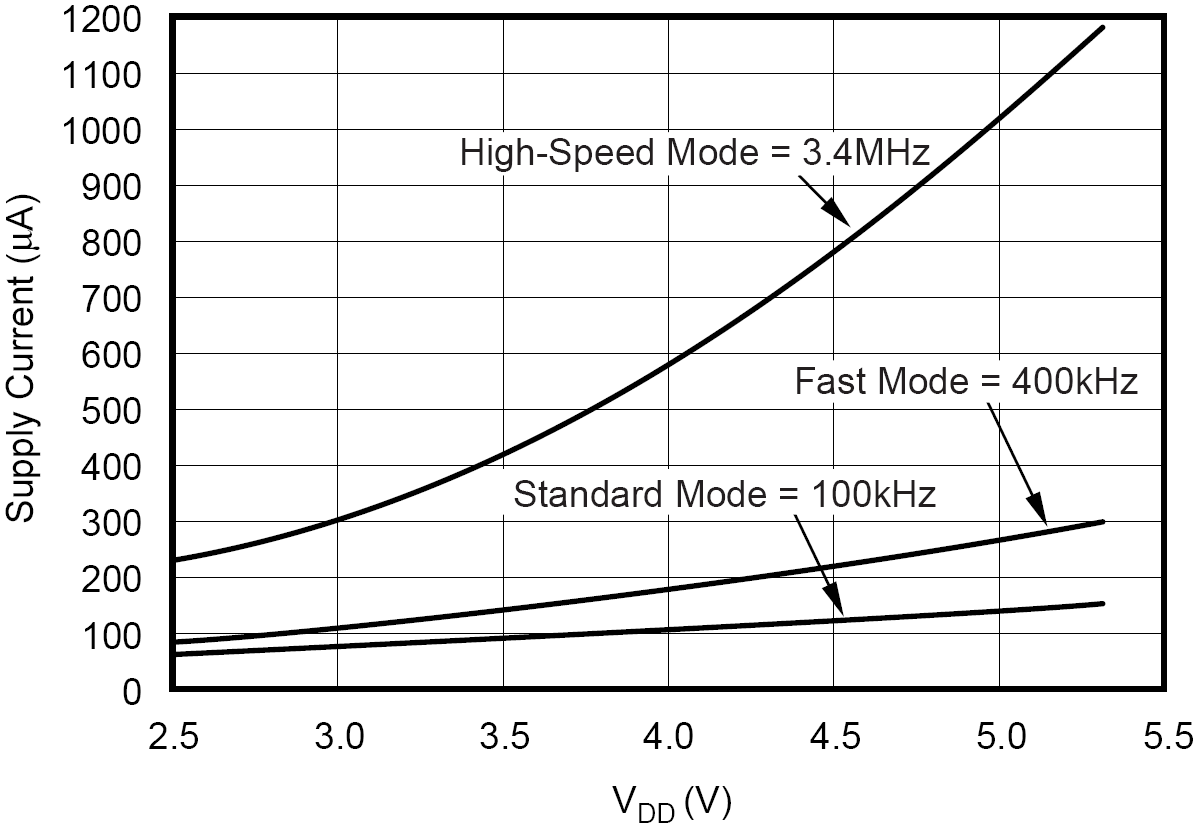 1200
1100
1000
900
800
700
600
500
400
300
200
100
0
Supply Current (µA)
High-Speed Mode = 3.4MHz
Fast Mode = 400kHz
Standard Mode = 100kHz
2.5 3.0 3.5 4.0 4.5 5.0 5.5
VDD (V)